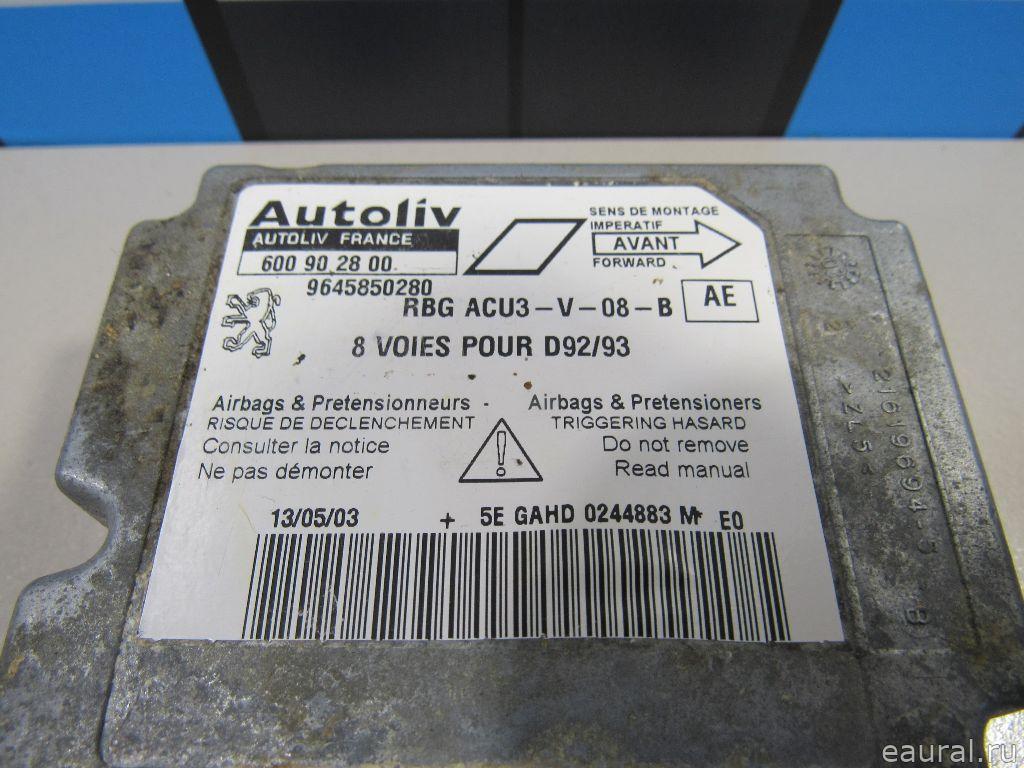 Autoliv
AUTOLIV FRANCE
600 90 28 00
9645850280
SENS DE MONTAGE
IMPERATIF
AVANT
FORWARD
RBG ACU3-V-08-B
AE
8 VOIES POUR D92/93
Airbags & Pretensionneurs -
RISQUE DE DECLENCHEMENT
Consulter la notice
Ne pas démonter
!
Airbags & Pretensioners
TRIGGERING HASARD
Do not remove
Read manual
13/05/03 + 5E GAHD 0244883 M+ E0
eaural.ru